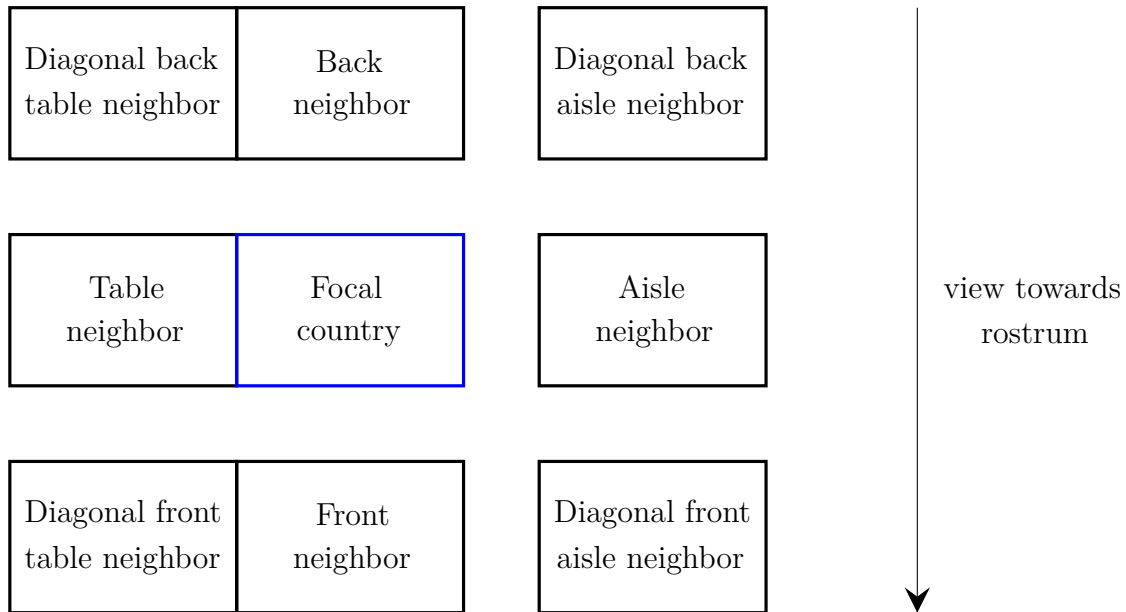 Diagonal back
table neighbor
Back
neighbor
Diagonal back
aisle neighbor
Table
neighbor
Focal
country
Aisle
neighbor
view towards
rostrum
Diagonal front
table neighbor
Front
neighbor
Diagonal front
aisle neighbor